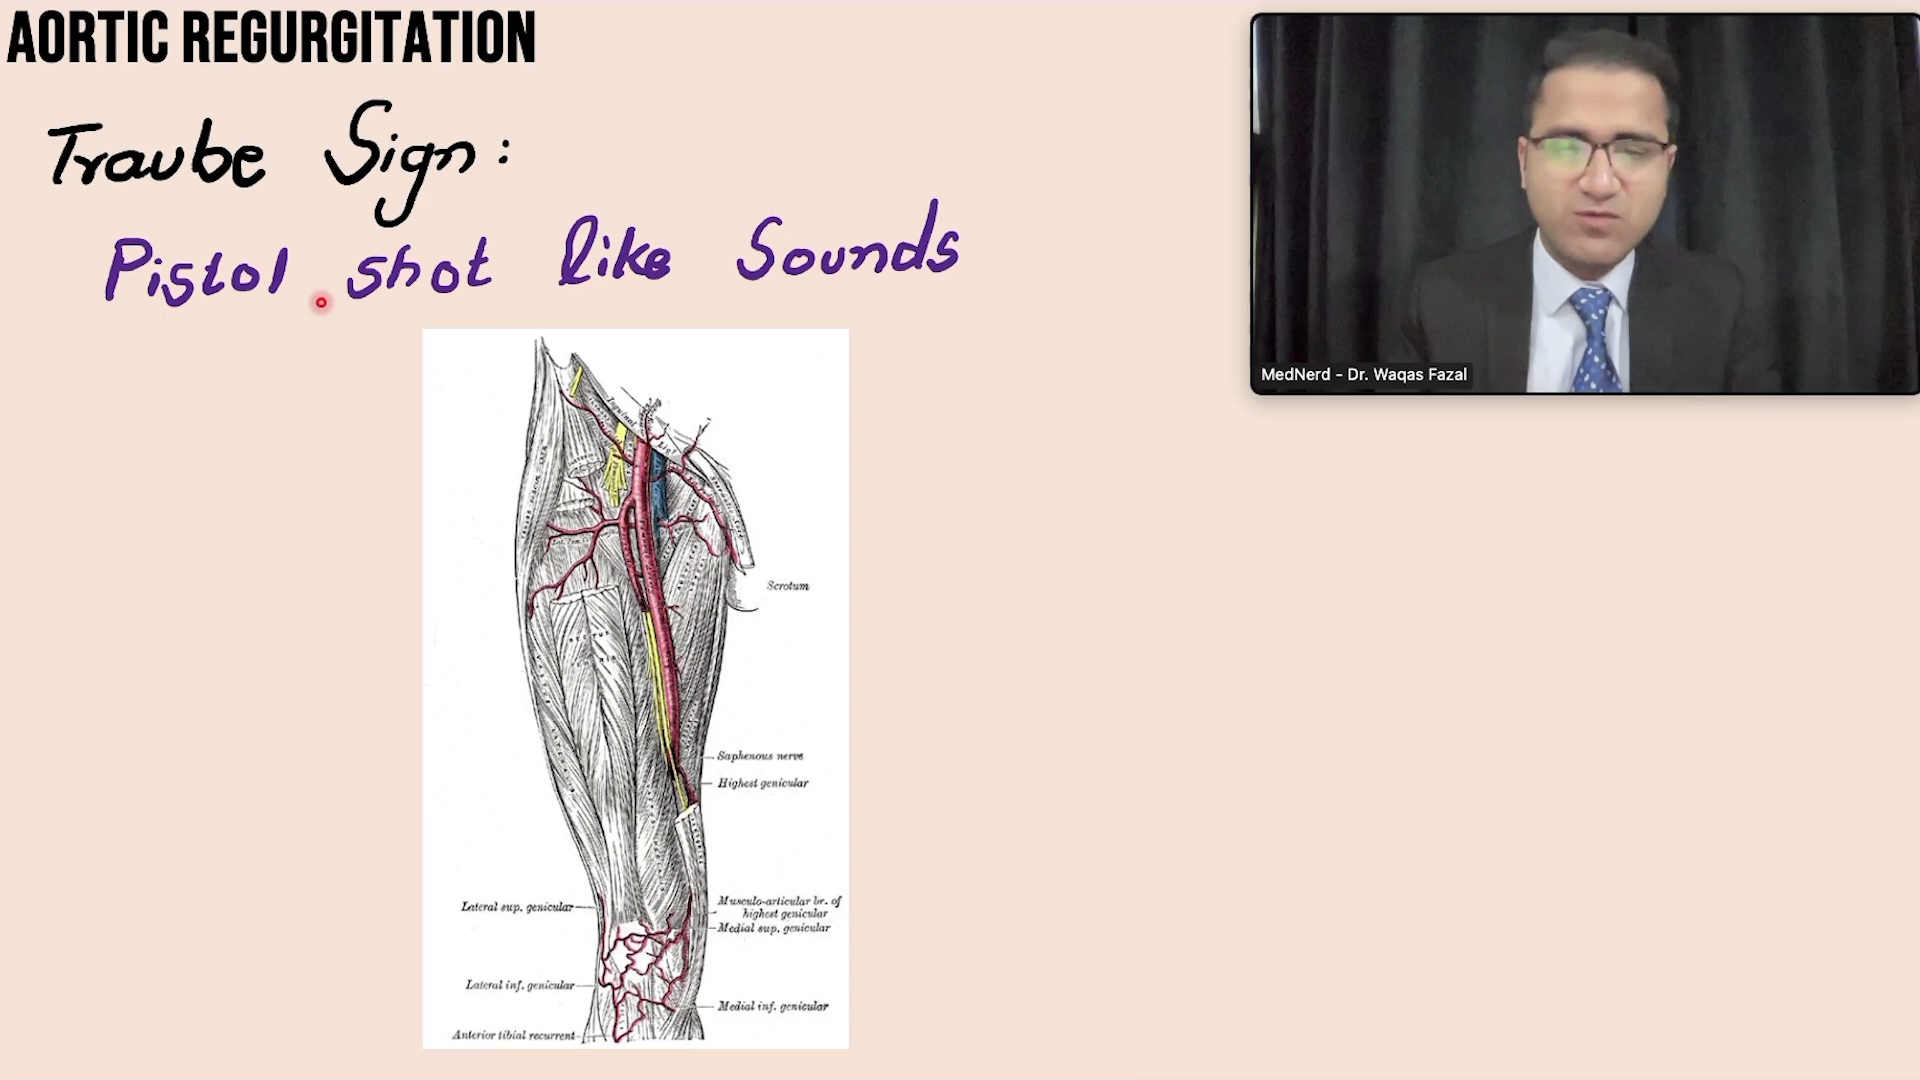 AORTIC REGURGITATION
Traube Sign:
Pistol shot like Sounds
MedNerd - Dr. Waqas Fazal
Scrotum
Saphenous nerve
Highest genicular
Lateral sup. genicular
Musculo-articular br. of
highest genicular
Medial sup. genicular
Lateral inf. genicular
Medial inf. genicular
Anterior tibial recurrent